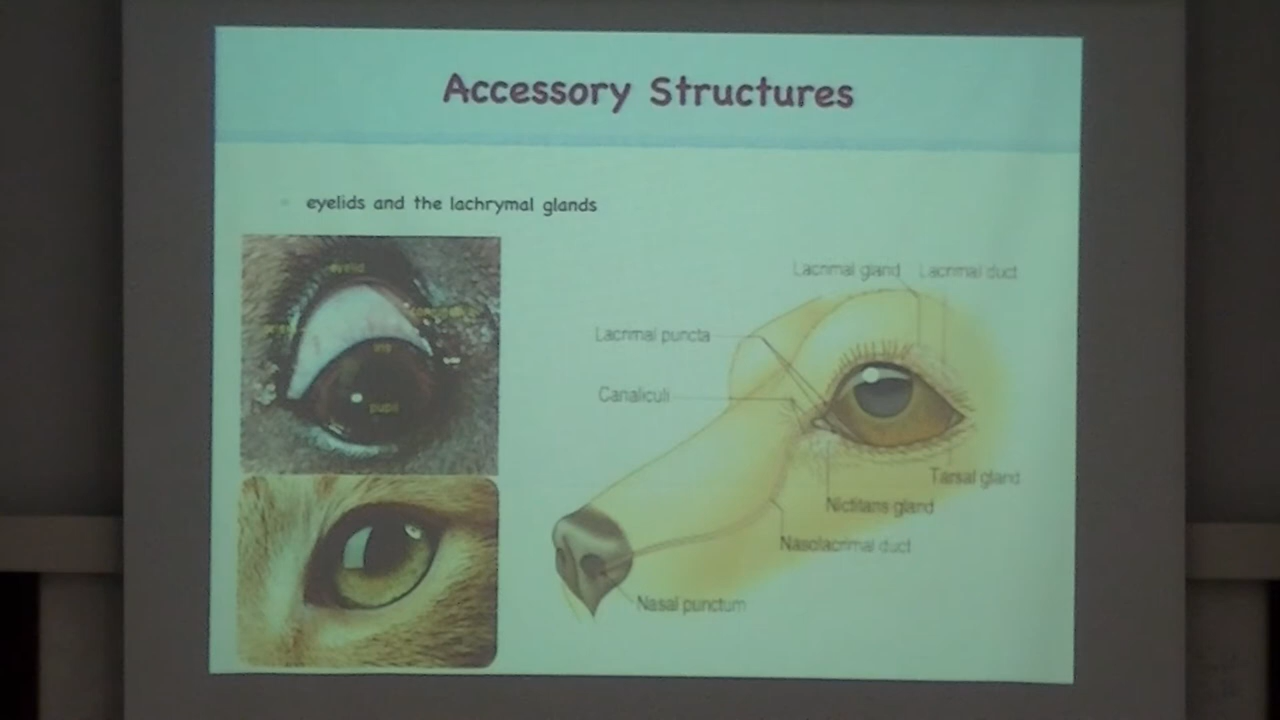 Accessory Structures
eyelids and the lachrymal glands
eyelid
pupil
Lacrimal gland
Lacrimal duct
Lacrimal puncta
Canaliculi
Tarsal gland
Nictitans gland
Nasolacrimal duct
Nasal punctum